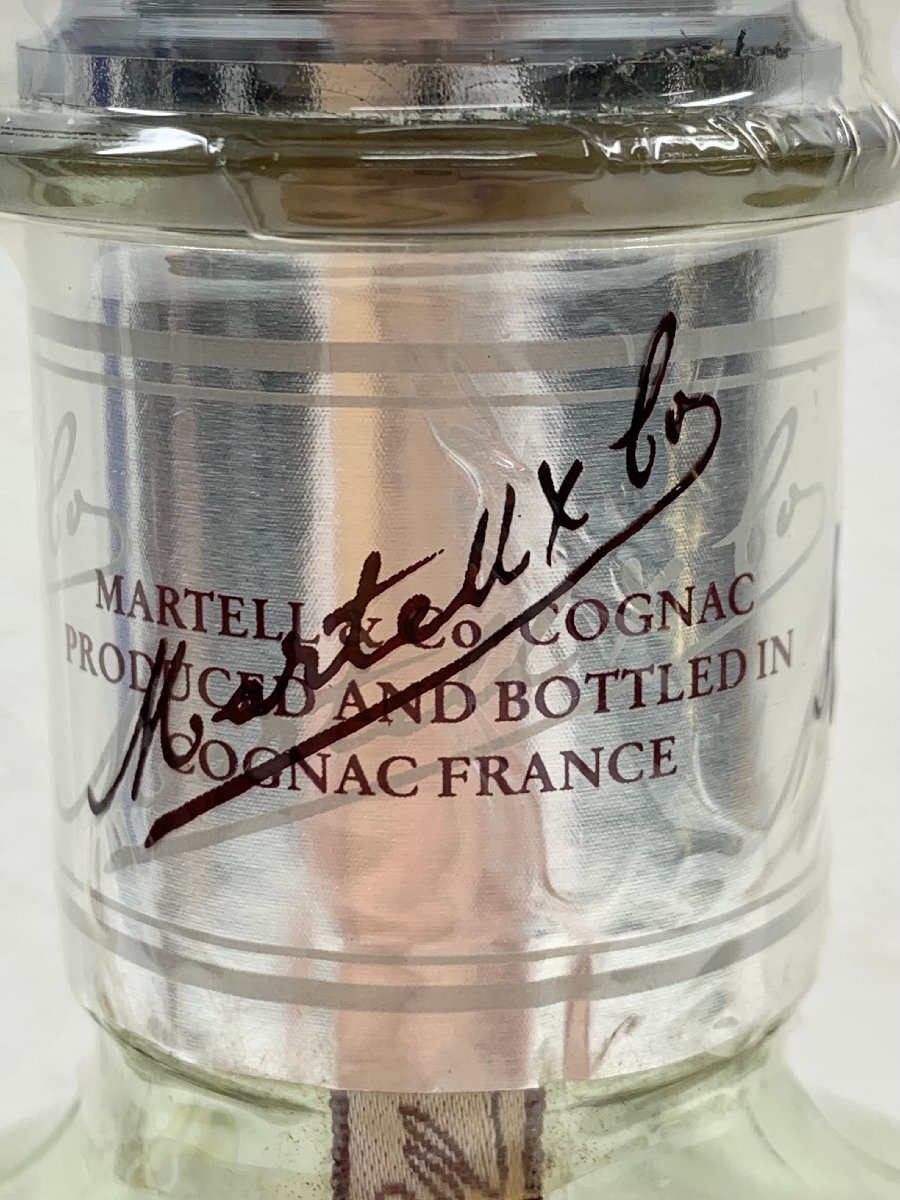 Martell & Co
MARTELL & Co COGNAC
PRODUCED AND BOTTLED IN
COGNAC FRANCE